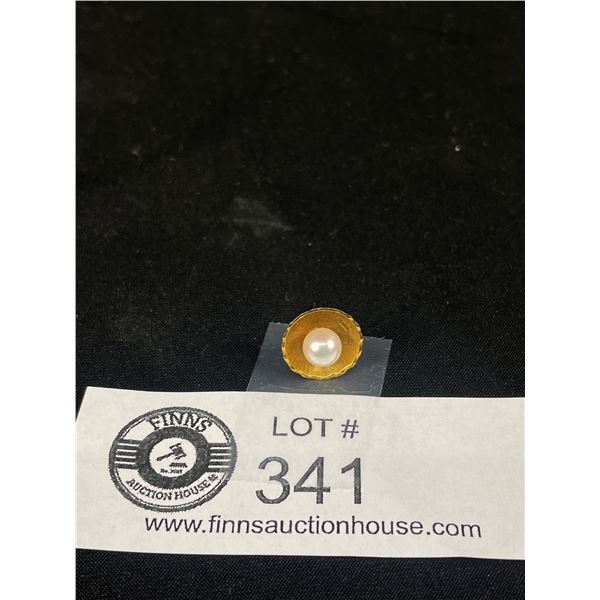 FINNS
AUCTION HOUSE
LOT #
341
www.finnsauctionhouse.com